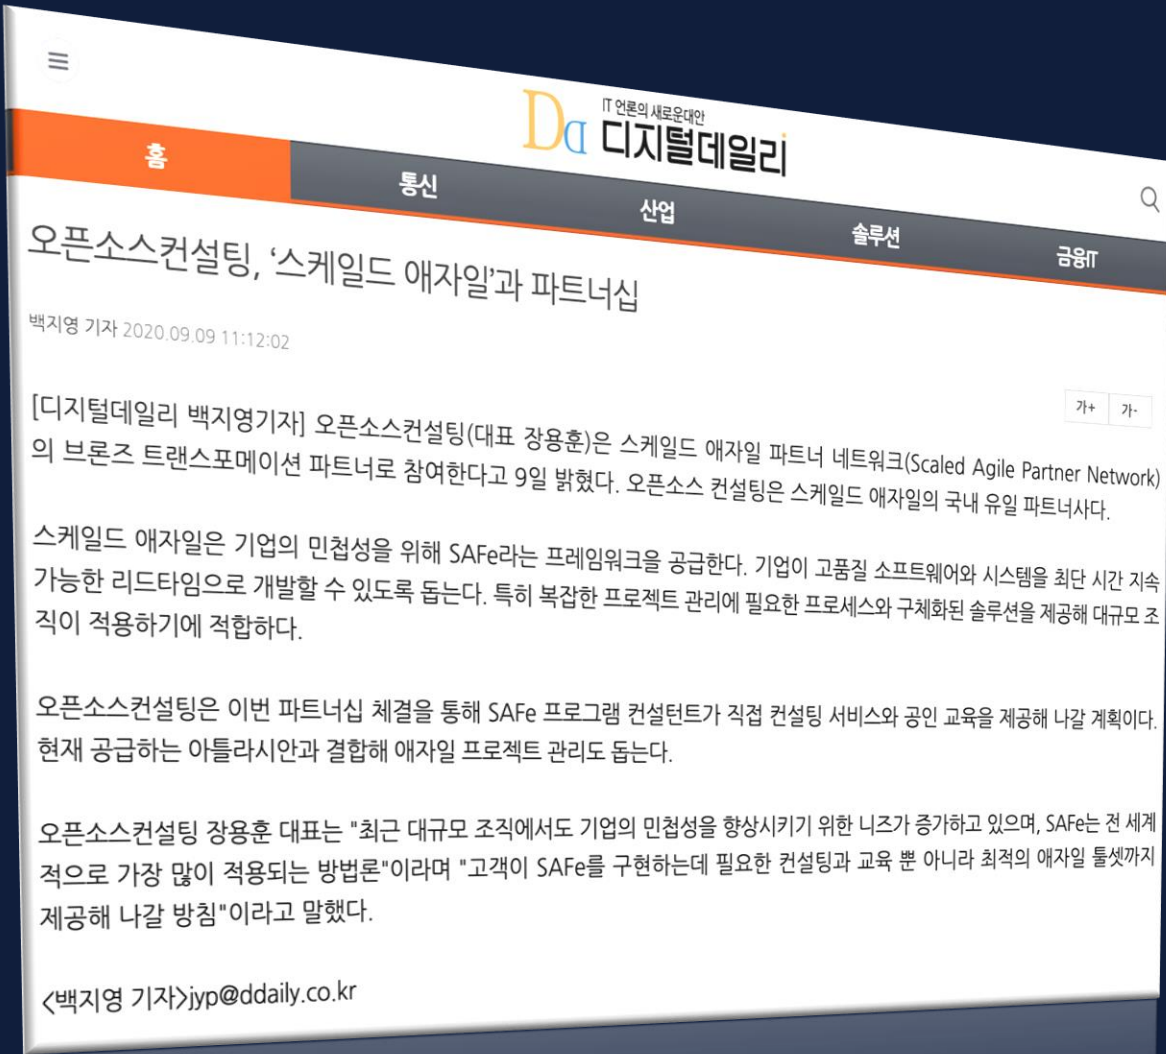 IT 언론의 새로운대안
Dd 디지털데일리
홈 통신 산업 솔루션 금융IT
오픈소스컨설팅, ‘스케일드 애자일’과 파트너십
백지영 기자 2020.09.09 11:12:02
가+ 가-
[디지털데일리 백지영기자] 오픈소스컨설팅(대표 장용훈)은 스케일드 애자일 파트너 네트워크(Scaled Agile Partner Network)
의 브론즈 트랜스포메이션 파트너로 참여한다고 9일 밝혔다. 오픈소스 컨설팅은 스케일드 애자일의 국내 유일 파트너사다.
스케일드 애자일은 기업의 민첩성을 위해 SAFe라는 프레임워크를 공급한다. 기업이 고품질 소프트웨어와 시스템을 최단 시간 지속
가능한 리드타임으로 개발할 수 있도록 돕는다. 특히 복잡한 프로젝트 관리에 필요한 프로세스와 구체화된 솔루션을 제공해 대규모 조
직이 적용하기에 적합하다.
오픈소스컨설팅은 이번 파트너십 체결을 통해 SAFe 프로그램 컨설턴트가 직접 컨설팅 서비스와 공인 교육을 제공해 나갈 계획이다.
현재 공급하는 아틀라시안과 결합해 애자일 프로젝트 관리도 돕는다.
오픈소스컨설팅 장용훈 대표는 "최근 대규모 조직에서도 기업의 민첩성을 향상시키기 위한 니즈가 증가하고 있으며, SAFe는 전 세계
적으로 가장 많이 적용되는 방법론"이라며 "고객이 SAFe를 구현하는데 필요한 컨설팅과 교육 뿐 아니라 최적의 애자일 툴셋까지
제공해 나갈 방침"이라고 말했다.
<백지영 기자>jyp@ddaily.co.kr